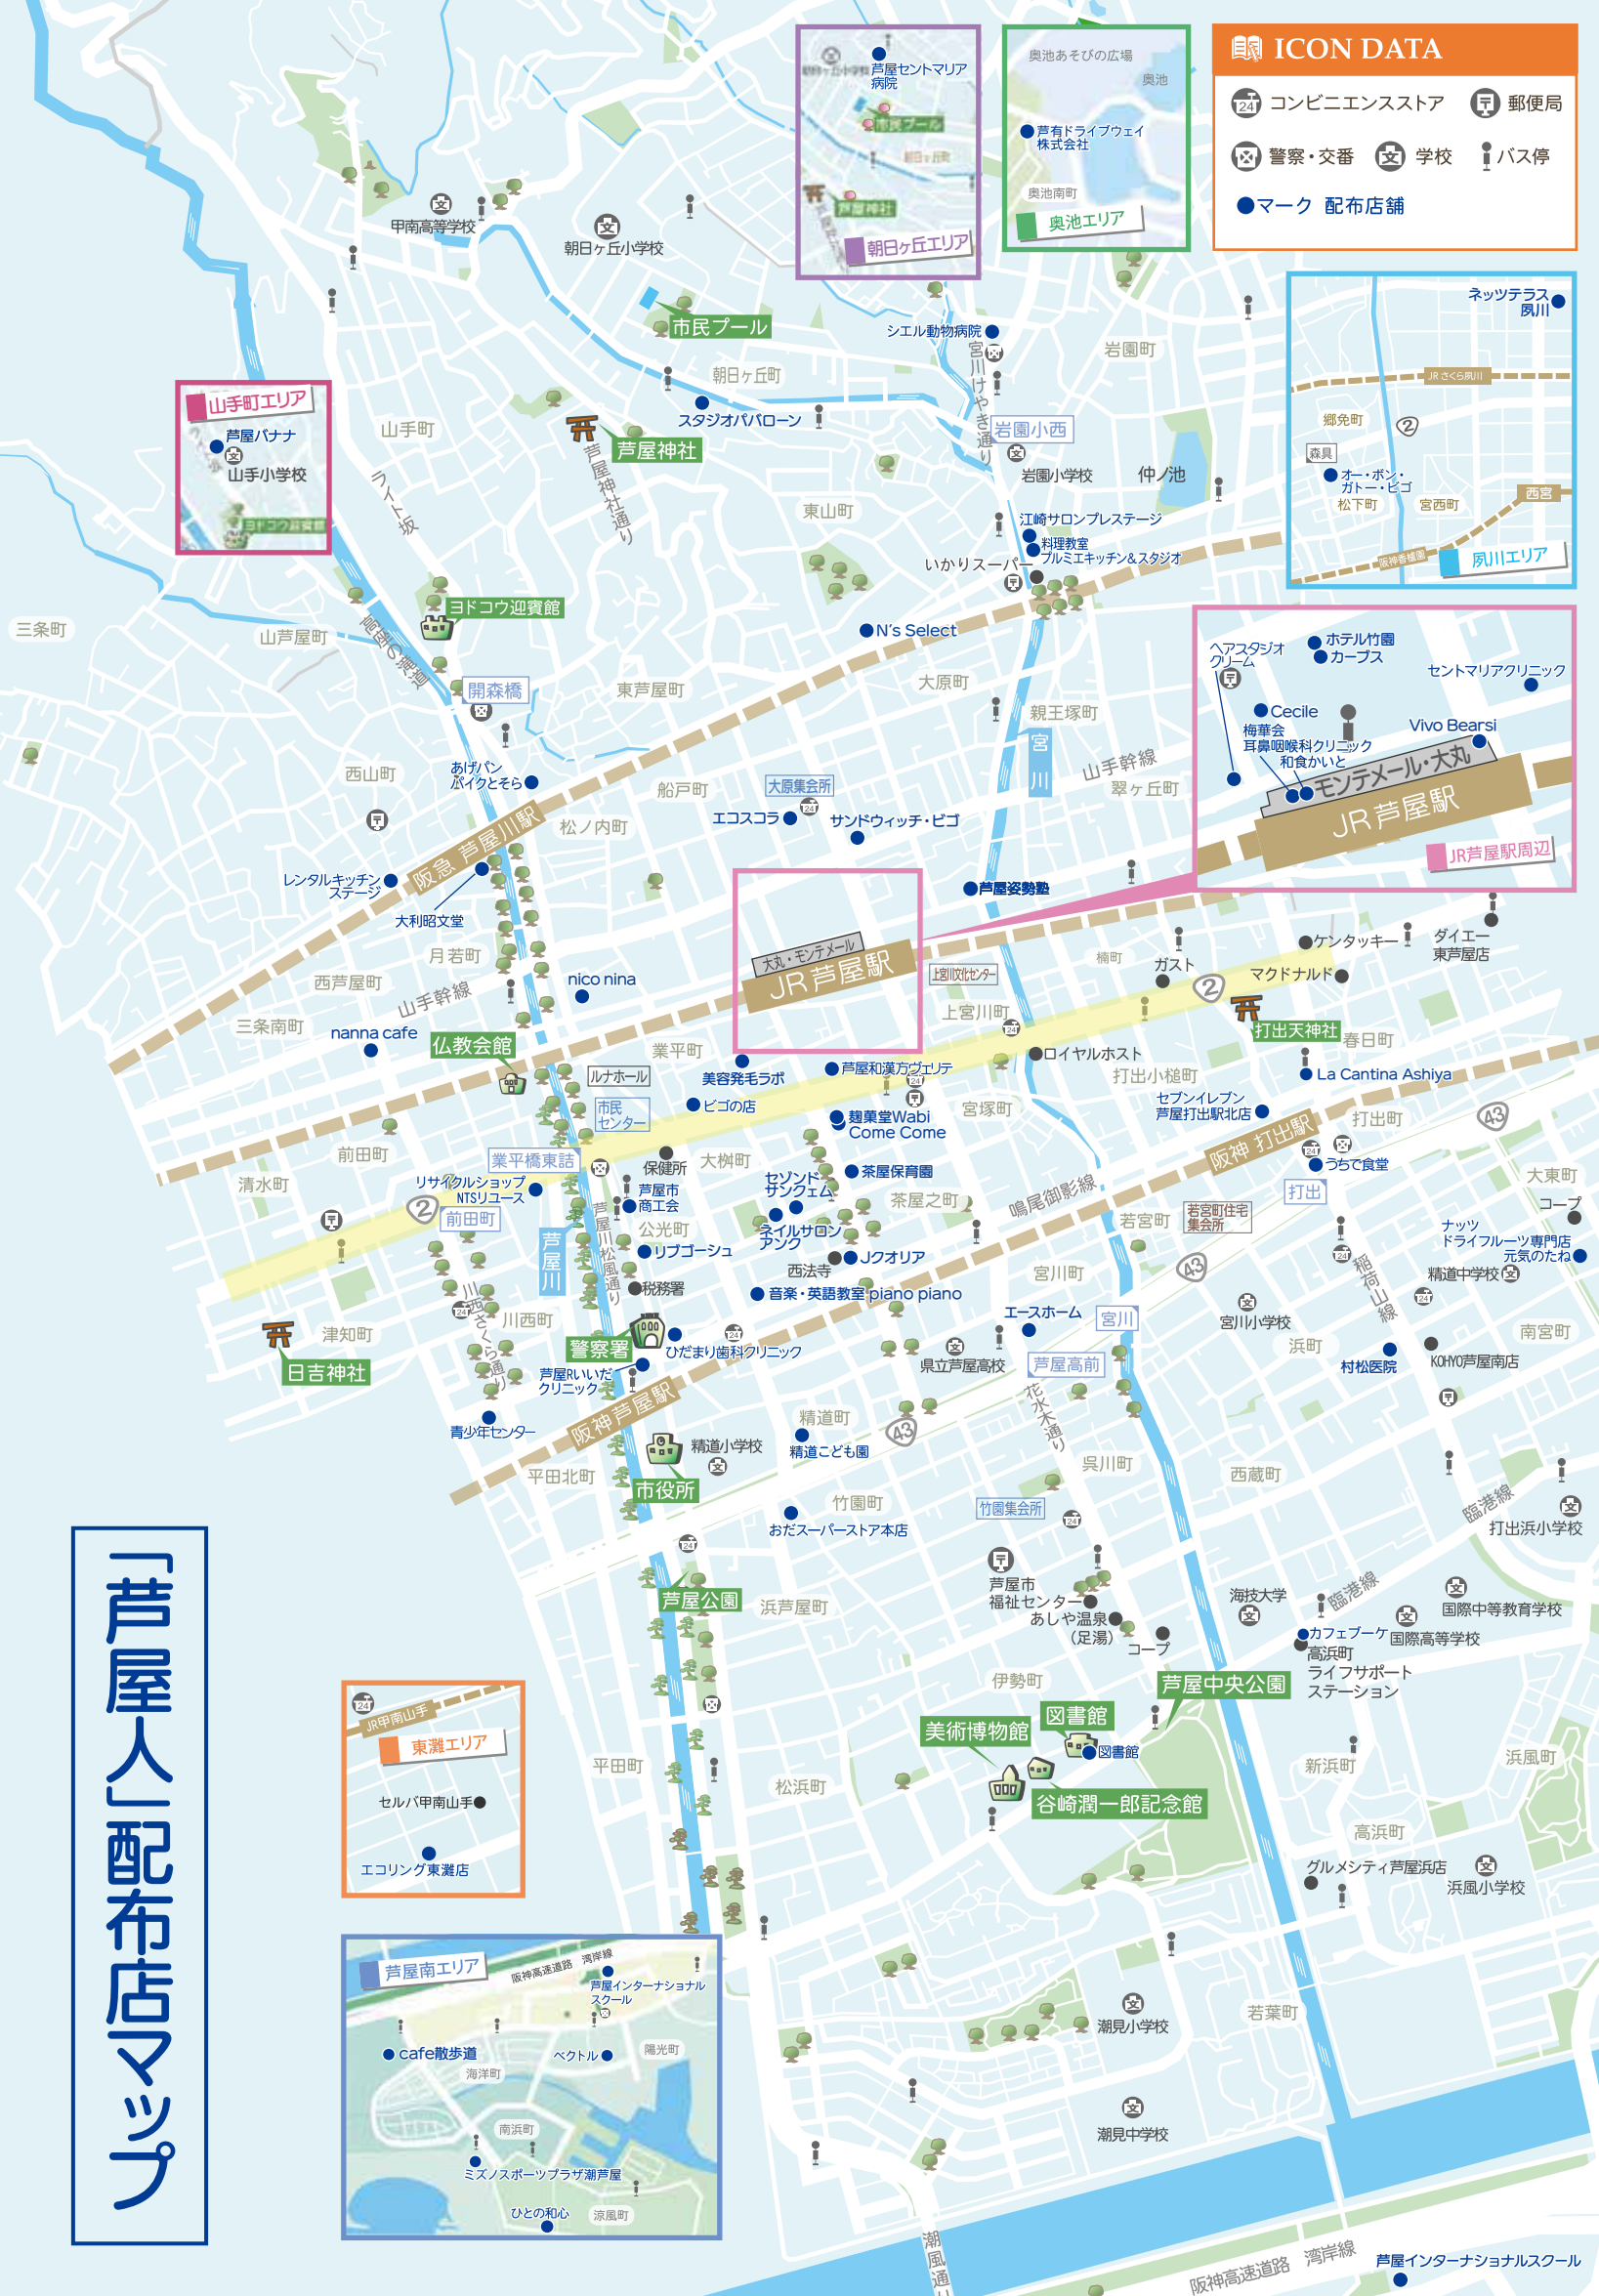 「芦屋人」配布店マップ
ICON DATA
コンビニエンスストア
郵便局
警察・交番
学校
バス停
マーク 配布店舗
芦屋セントマリア
病院
市民プール
朝日ヶ丘町
芦屋神社
朝日ヶ丘エリア
奥池あそびの広場
奥池
芦有ドライブウェイ
株式会社
奥池南町
奥池エリア
ネッツテラス
夙川
JRさくら夙川
郷免町
2
森具
オー・ボン・
ガトー・ビゴ
松下町
宮西町
西宮
阪神香櫨園
夙川エリア
甲南高等学校
朝日ヶ丘小学校
市民プール
シエル動物病院
岩園町
宮川けやき通り
朝日ヶ丘町
スタジオパパローン
山手町エリア
芦屋バナナ
山手小学校
ヨドコウ迎賓館
山手町
ライト坂
芦屋神社
芦屋神社通り
岩園小西
岩園小学校
仲ノ池
東山町
江崎サロンプレステージ
料理教室
プルミエキッチン&スタジオ
いかりスーパー
三条町
山芦屋町
ヨドコウ迎賓館
高座の滝道
開森橋
東芦屋町
N's Select
大原町
親王塚町
宮川
山手幹線
翠ヶ丘町
ヘアスタジオ
クリーム
ホテル竹園
カーブス
セントマリアクリニック
Cecile
梅華会
耳鼻咽喉科クリニック
和食かいと
Vivo Bearsi
モンテメール・大丸
JR芦屋駅
JR芦屋駅周辺
西山町
あげパン
バイクとそら
船戸町
大原集会所
エコスコラ
サンドウィッチ・ビゴ
松ノ内町
阪急 芦屋川駅
レンタルキッチン
ステージ
大利昭文堂
芦屋姿勢塾
月若町
西芦屋町
山手幹線
三条南町
nico nina
nanna cafe
仏教会館
大丸・モンテメール
JR芦屋駅
上宮川文化センター
上宮川町
楠町
ガスト
ケンタッキー
マクドナルド
ダイエー
東芦屋店
2
打出天神社
春日町
ロイヤルホスト
打出小槌町
La Cantina Ashiya
業平町
美容発毛ラボ
芦屋和漢方ヴェリテ
ルナホール
市民
センター
ビゴの店
麹菓堂Wabi
Come Come
宮塚町
セブンイレブン
芦屋打出駅北店
打出町
43
阪神 打出駅
うちで食堂
打出
大東町
コープ
前田町
業平橋東詰
保健所
大桝町
清水町
リサイクルショップ
NTSリユース
2
前田町
芦屋市
商工会
セゾンド
サンクェム
茶屋保育園
茶屋之町
鳴尾御影線
若宮町
若宮町住宅
集会所
芦屋川
芦屋川松風通り
公光町
リブゴーシュ
ネイルサロン
アンク
西法寺
Jクオリア
43
稲荷山線
ナッツ
ドライフルーツ専門店
元気のたね
精道中学校
税務署
音楽・英語教室 piano piano
宮川町
エースホーム
宮川
宮川小学校
浜町
南宮町
川西さくら通り
川西町
津知町
日吉神社
警察署
ひだまり歯科クリニック
芦屋Rいいだ
クリニック
県立芦屋高校
芦屋高前
村松医院
KOHYO芦屋南店
阪神芦屋駅
青少年センター
精道町
43
精道こども園
花水木通り
平田北町
精道小学校
市役所
竹園町
おだスーパーストア本店
竹園集会所
呉川町
西蔵町
臨港線
打出浜小学校
芦屋公園
浜芦屋町
芦屋市
福祉センター
あしや温泉
(足湯)
コープ
海技大学
臨港線
国際中等教育学校
国際高等学校
カフェブーケ
高浜町
ライフサポート
ステーション
伊勢町
芦屋中央公園
図書館
図書館
美術博物館
谷崎潤一郎記念館
JR甲南山手
東灘エリア
セルバ甲南山手
エコリング東灘店
平田町
松浜町
新浜町
浜風町
高浜町
グルメシティ芦屋浜店
浜風小学校
芦屋南エリア
阪神高速道路 湾岸線
芦屋インターナショナル
スクール
cafe散歩道
ベクトル
陽光町
海洋町
南浜町
ミズノスポーツプラザ潮芦屋
ひとの和心
涼風町
潮見小学校
若葉町
潮見中学校
潮風通り
阪神高速道路 湾岸線
芦屋インターナショナルスクール